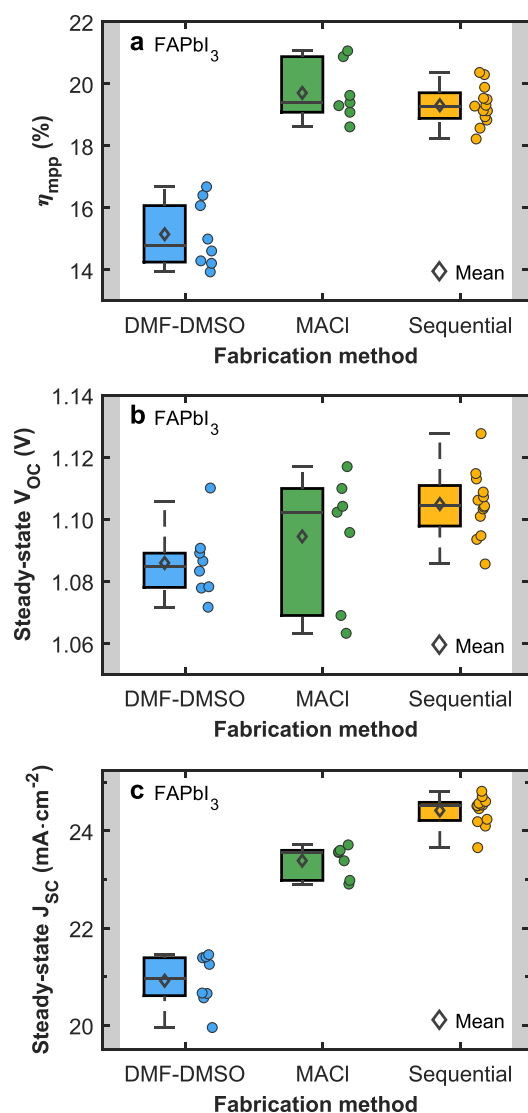 a FAPbI3
22
20
18
16
14
ηmpp (%)
◇ Mean
DMF-DMSO MACl Sequential
Fabrication method
b FAPbI3
1.14
1.12
1.10
1.08
1.06
Steady-state VOC (V)
◇ Mean
DMF-DMSO MACl Sequential
Fabrication method
c FAPbI3
24
22
20
Steady-state JSC (mA·cm-2)
◇ Mean
DMF-DMSO MACl Sequential
Fabrication method